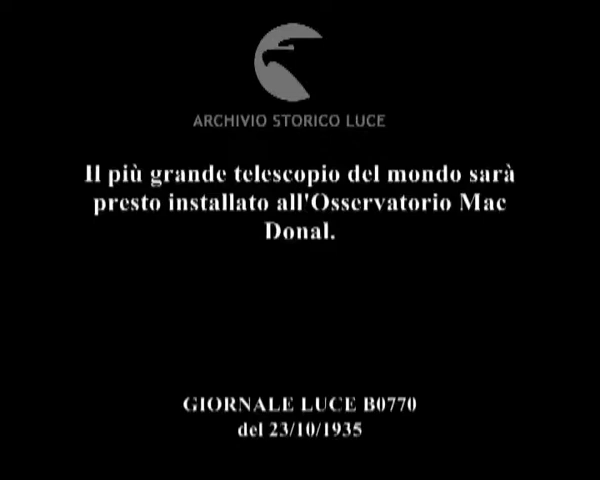 ARCHIVIO STORICO LUCE
Il più grande telescopio del mondo sarà
presto installato all'Osservatorio Mac
Donal.
GIORNALE LUCE B0770
del 23/10/1935